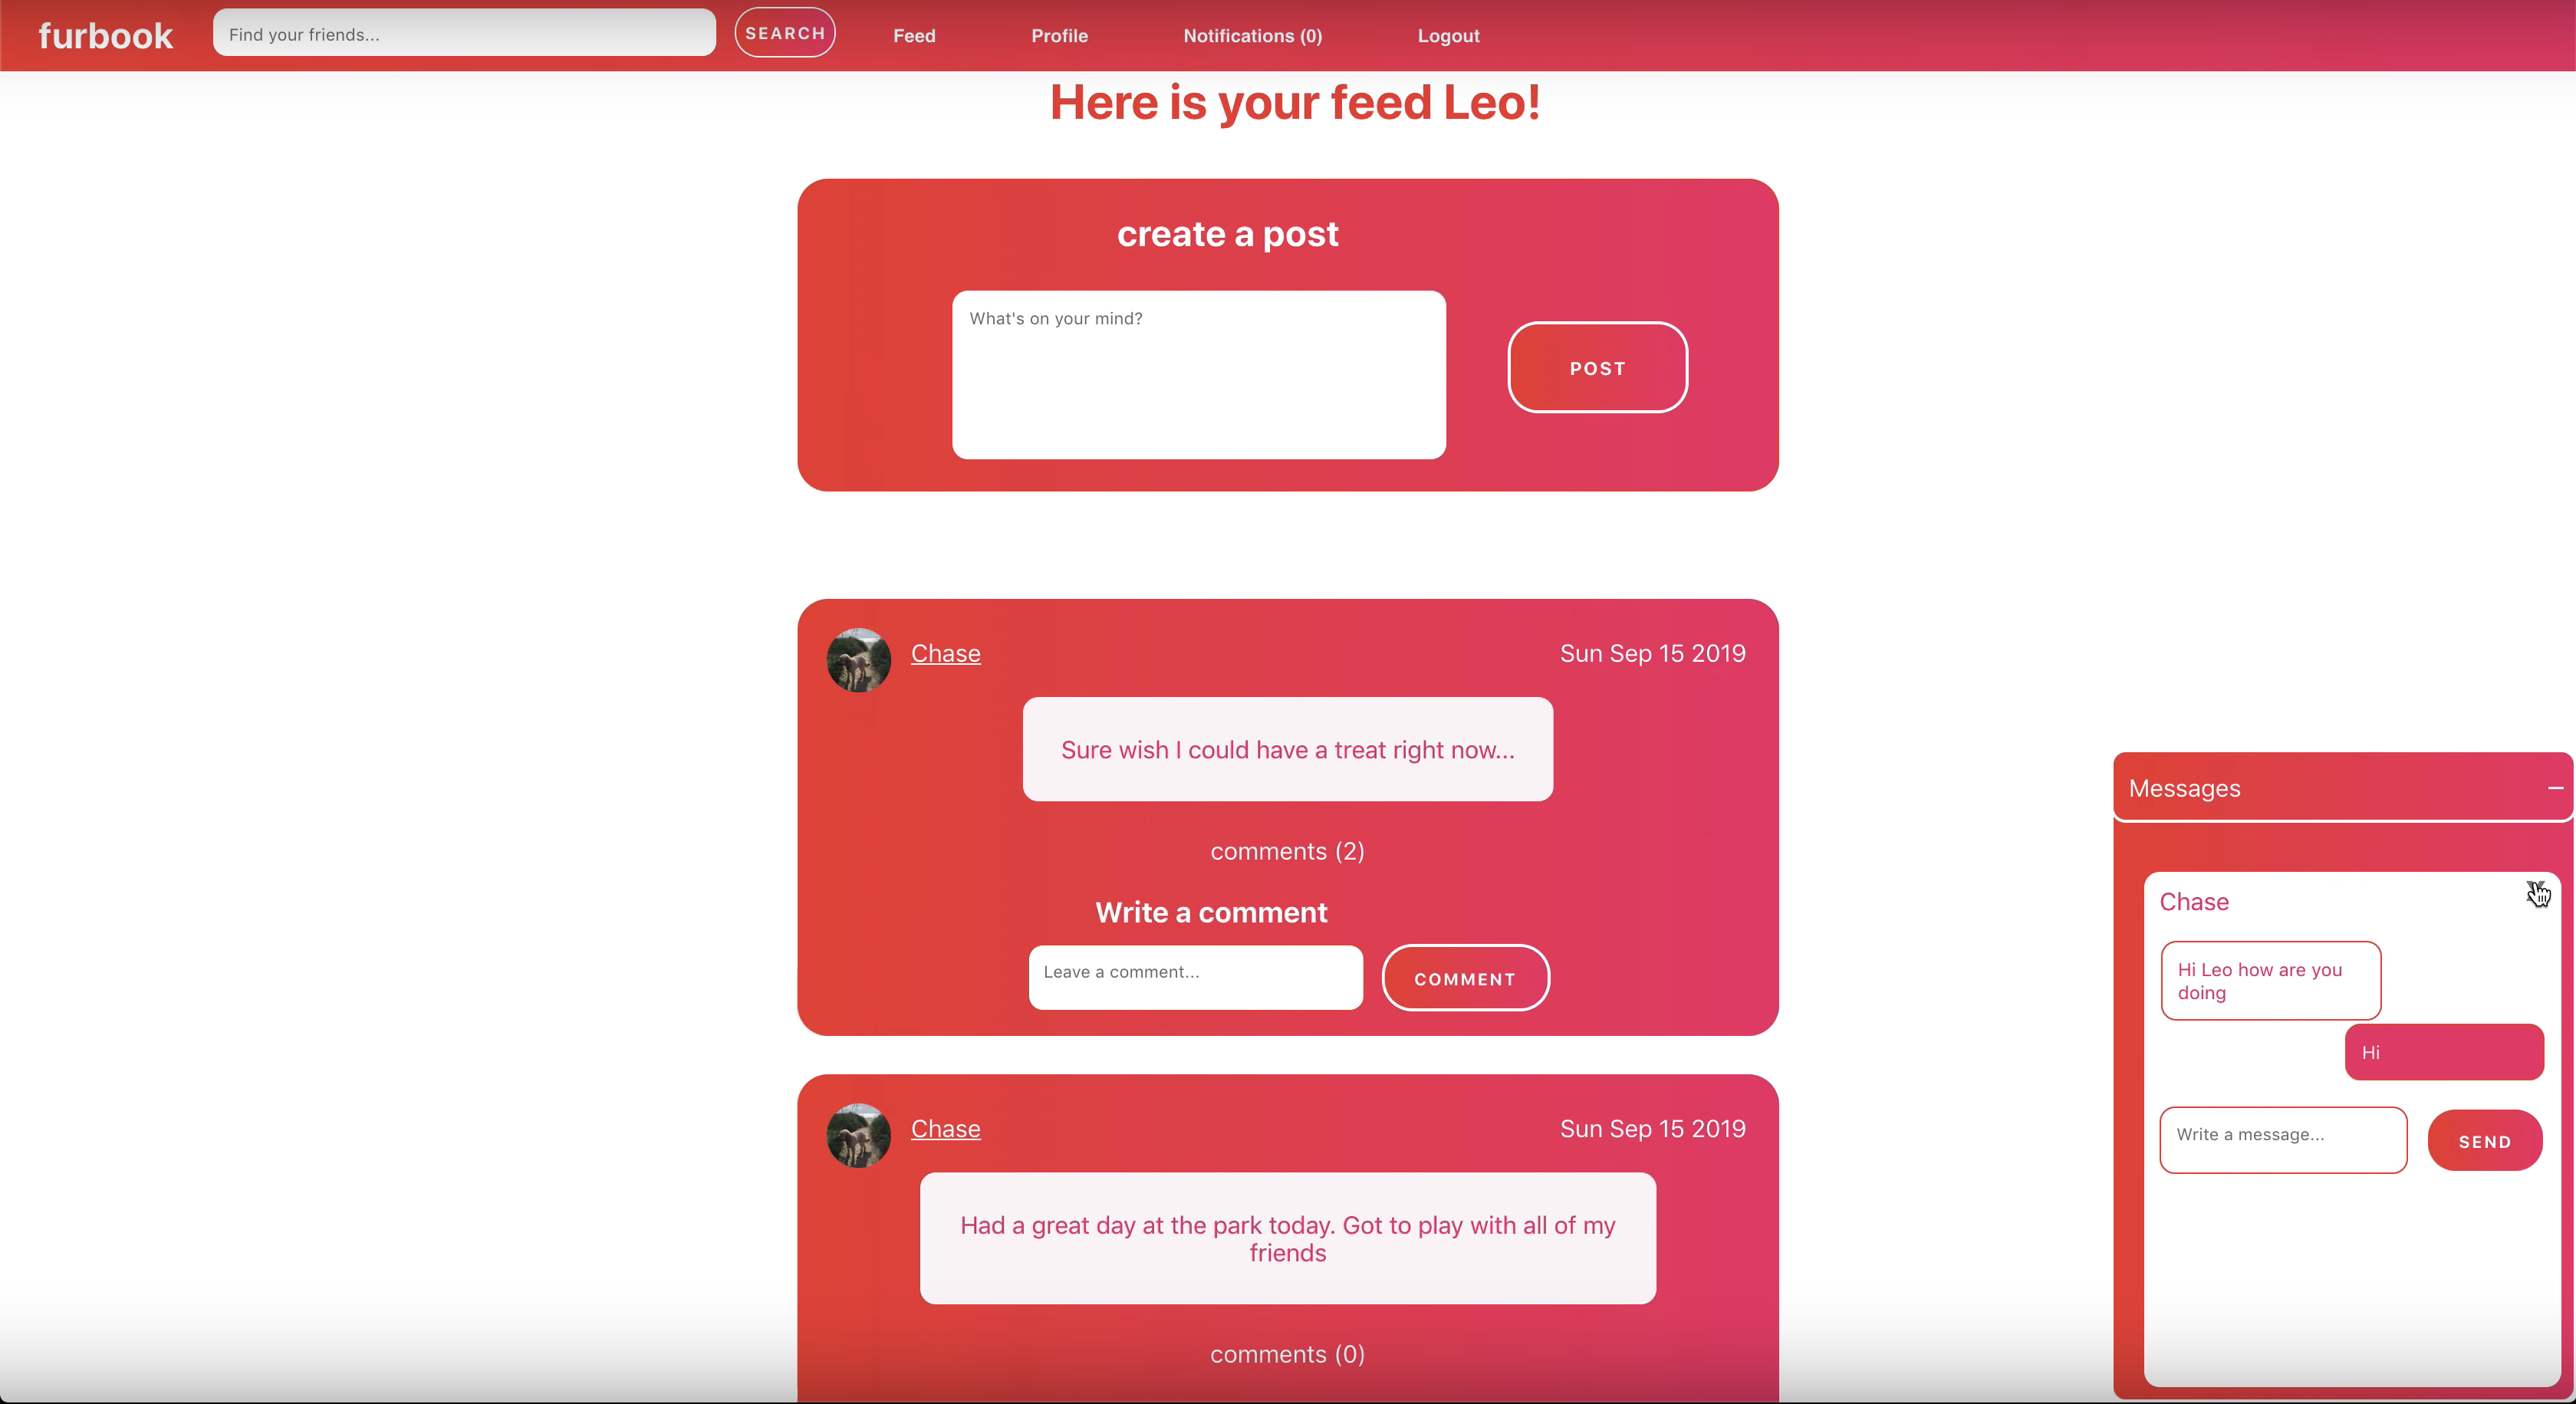 furbook
Find your friends...
SEARCH
Feed
Profile
Notifications (0)
Logout
Here is your feed Leo!
create a post
What's on your mind?
POST
Chase
Sun Sep 15 2019
Sure wish I could have a treat right now...
comments (2)
Write a comment
Leave a comment...
COMMENT
Chase
Sun Sep 15 2019
Had a great day at the park today. Got to play with all of my
friends
comments (0)
Messages
Chase
Hi Leo how are you
doing
Hi
Write a message...
SEND